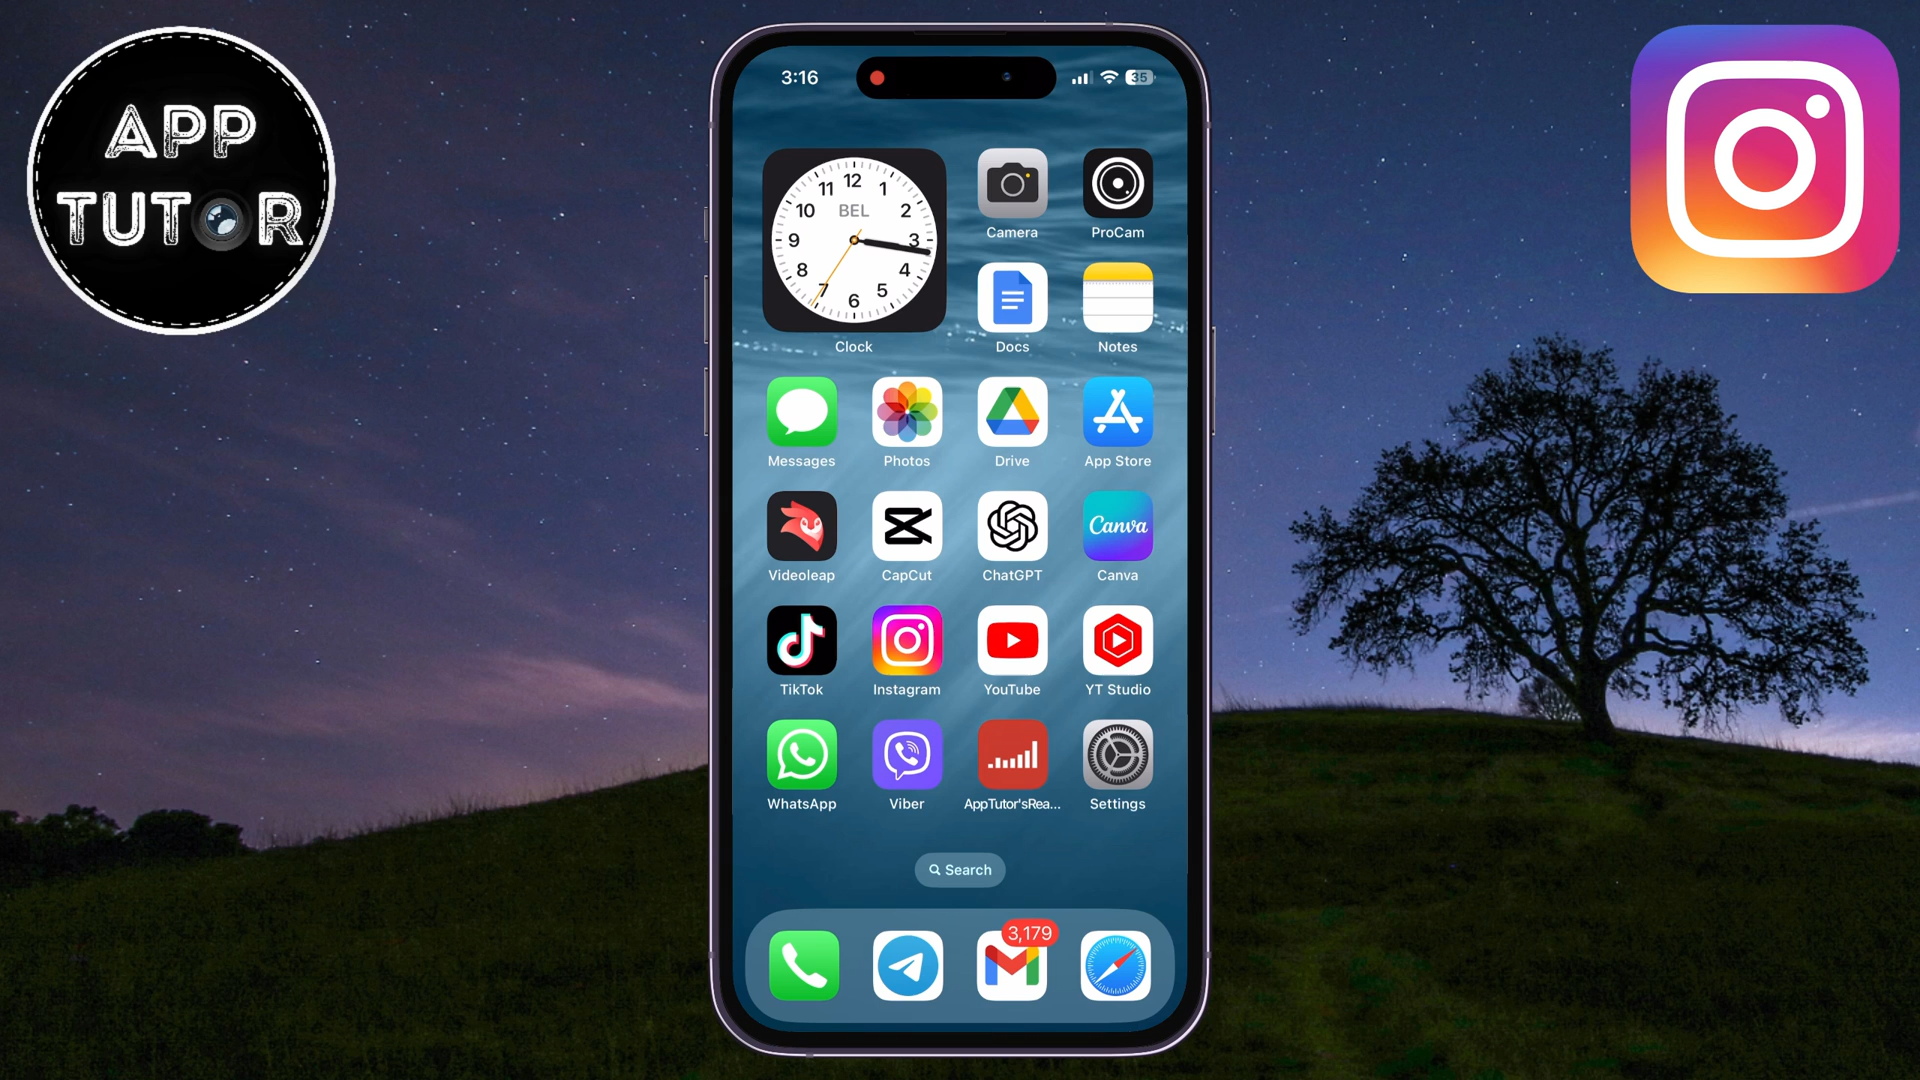 APP
TUTOR
3:16
35
12
11
1
10
BEL
2
9
3
8
4
7
5
6
Clock
Camera
ProCam
Docs
Notes
Messages
Photos
Drive
App Store
Canva
Videoleap
CapCut
ChatGPT
Canva
TikTok
Instagram
YouTube
YT Studio
WhatsApp
Viber
AppTutor'sRea...
Settings
Search
3,179